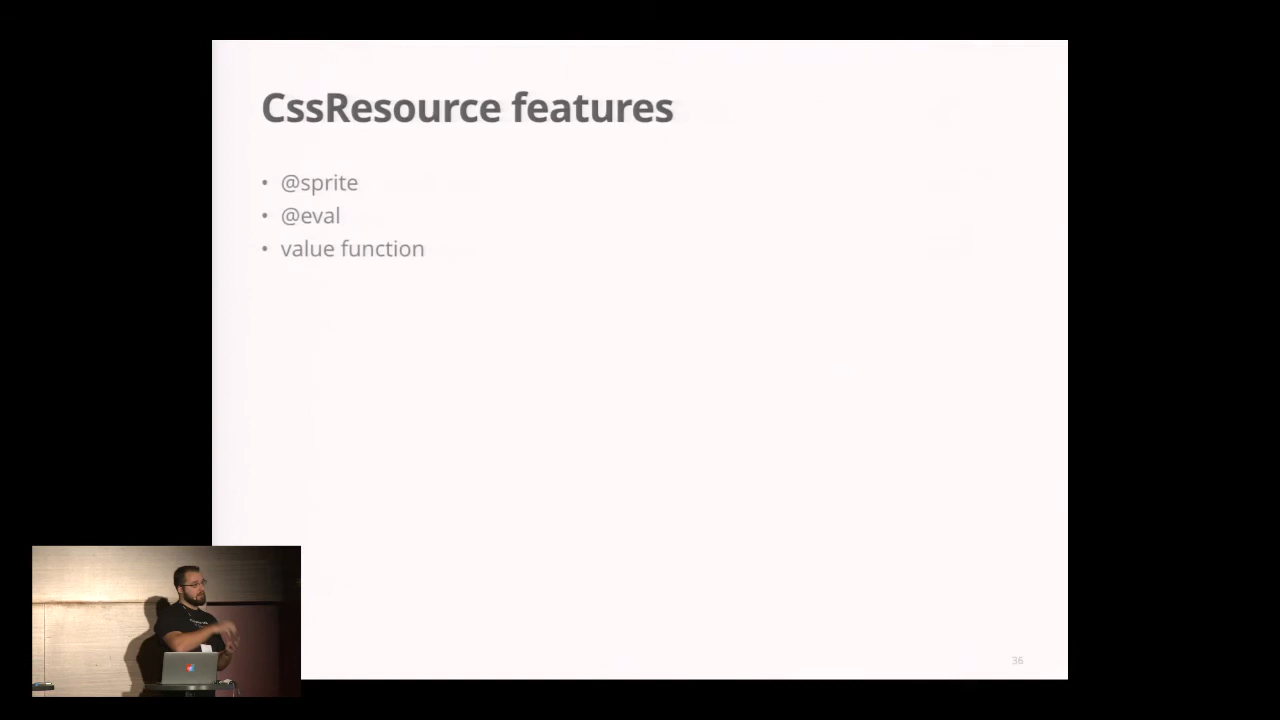 CssResource features
• @sprite
• @eval
• value function
36